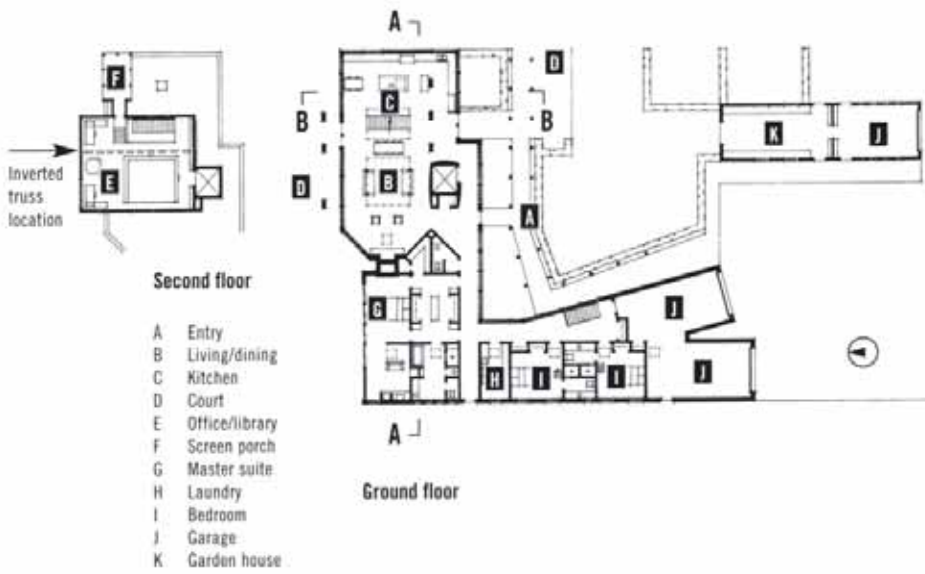 A
D
F
C
B
B
K
J
Inverted
truss
location
E
D
B
A
Second floor
G
J
A Entry
B Living/dining
C Kitchen
D Court
E Office/library
F Screen porch
G Master suite
H Laundry
I Bedroom
J Garage
K Garden house
H
I
I
J
A
Ground floor